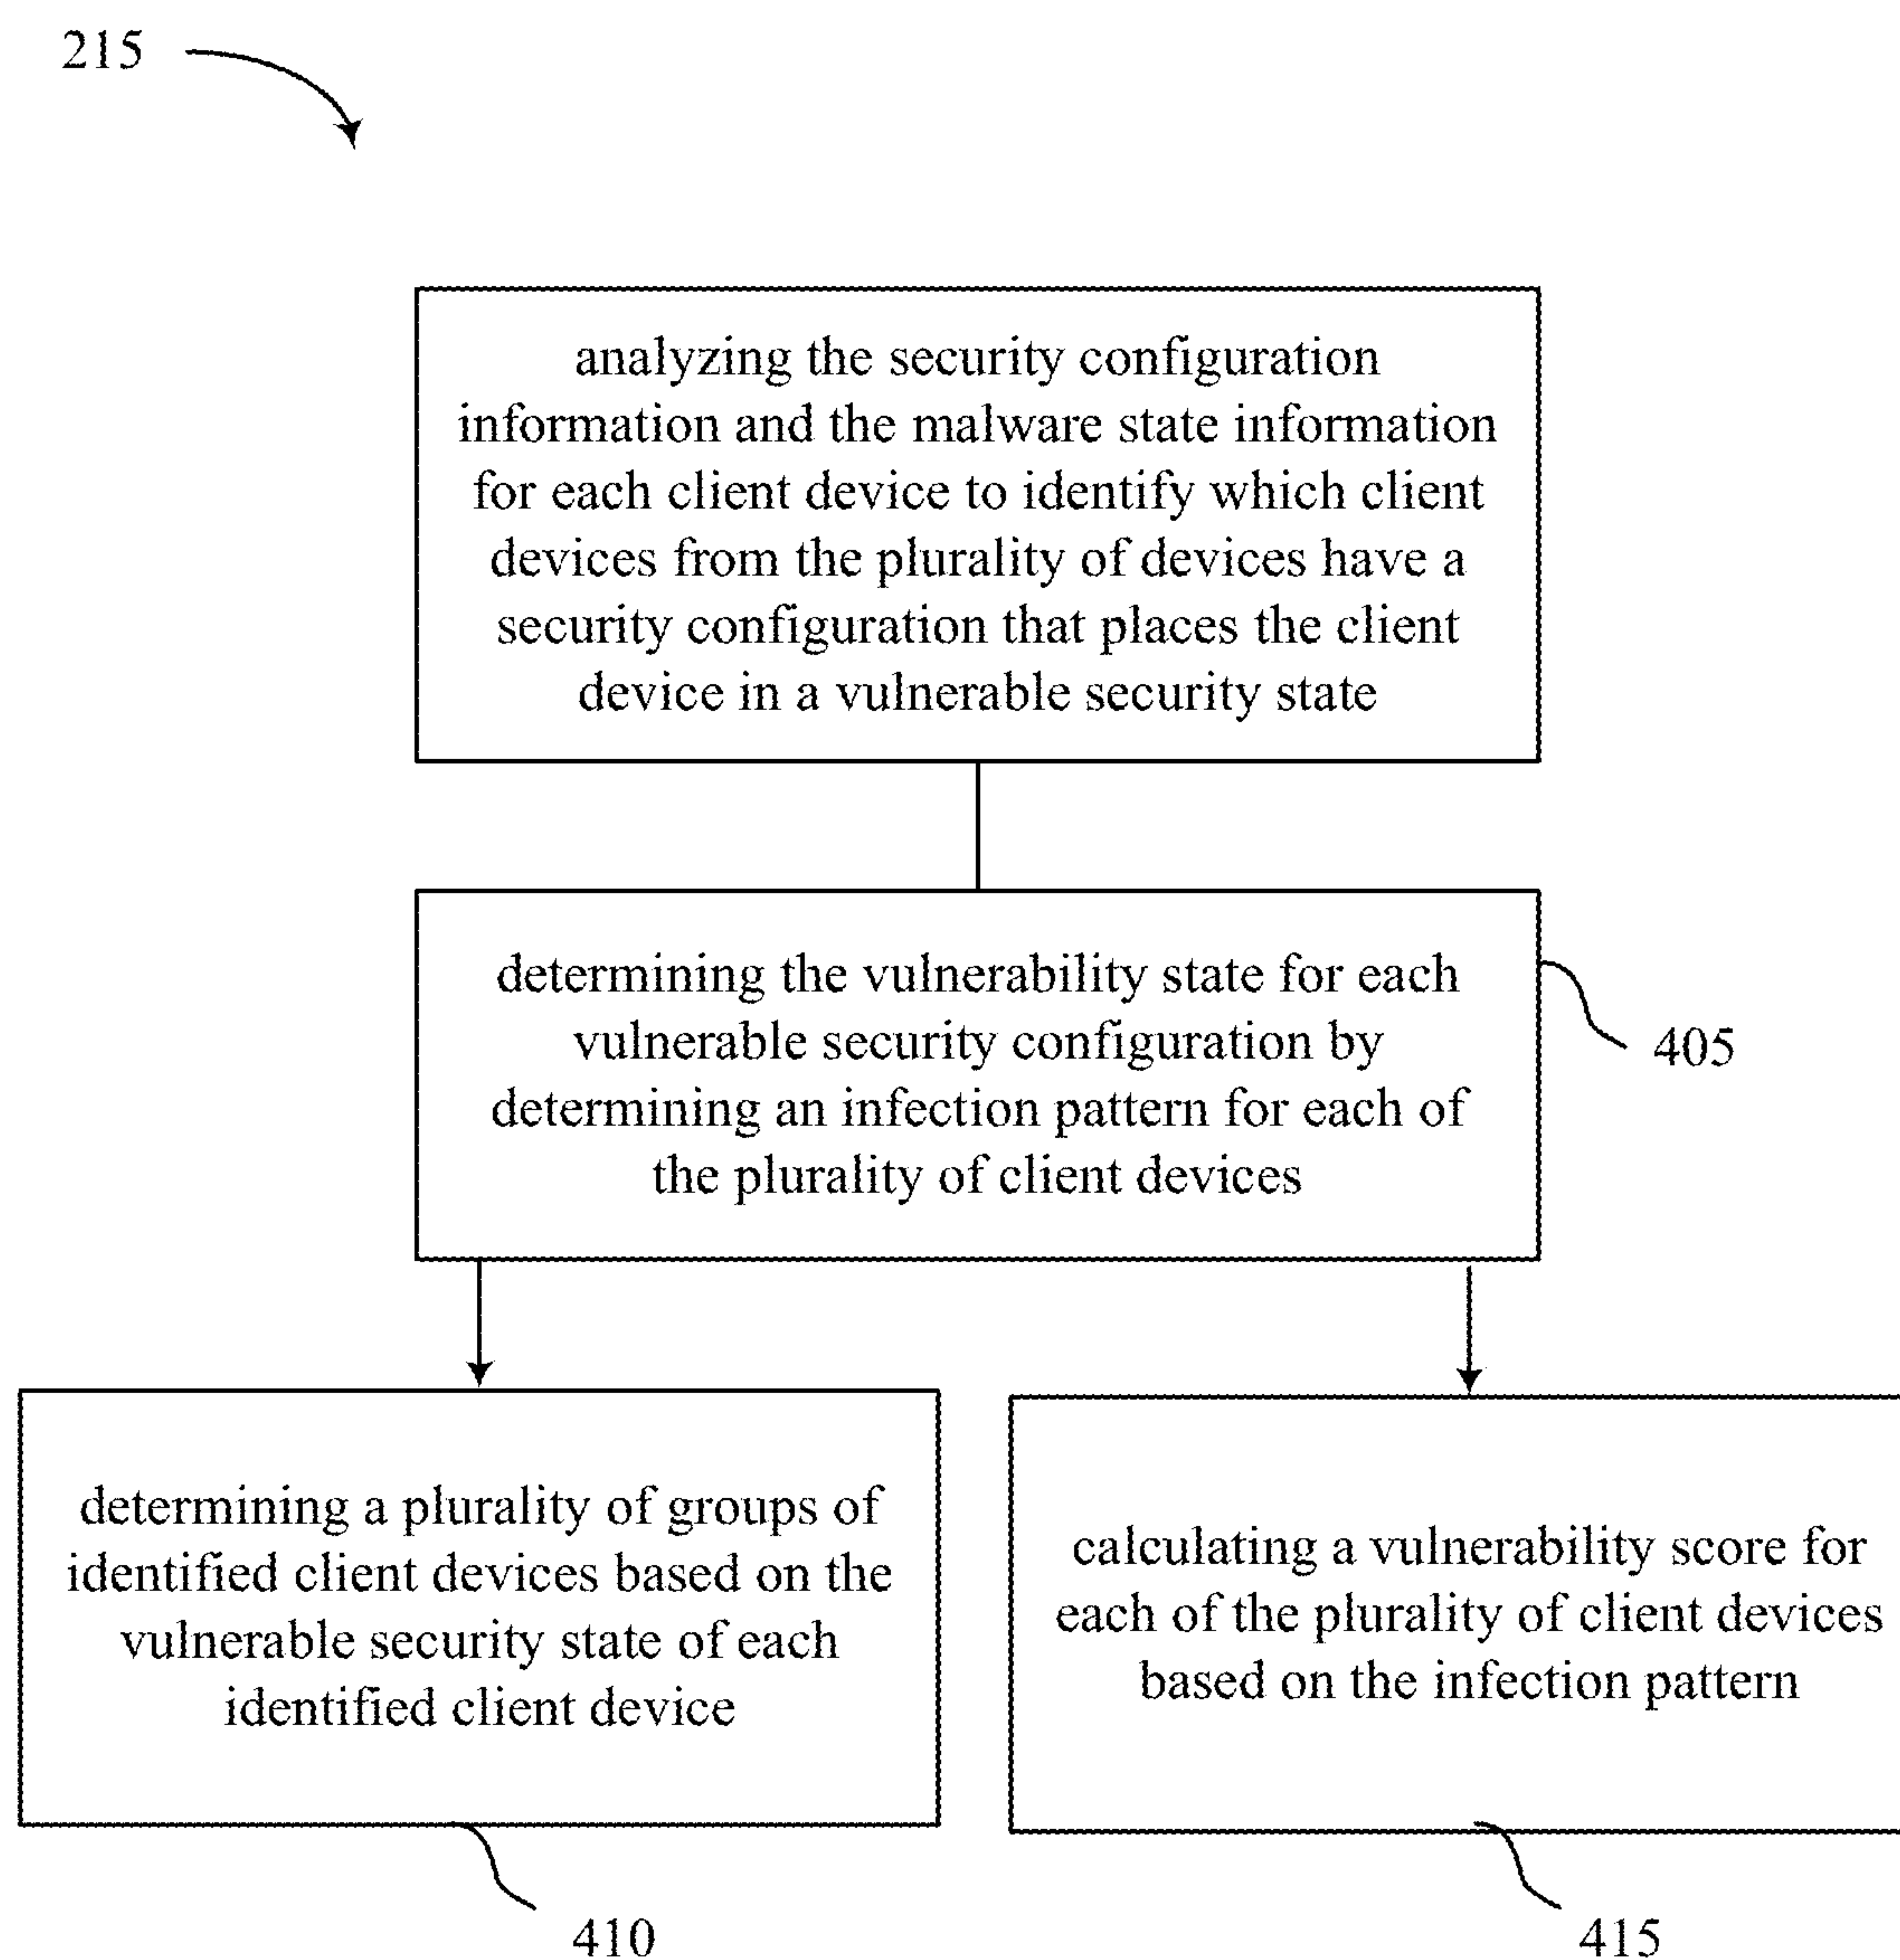 215
analyzing the security configuration
information and the malware state information
for each client device to identify which client
devices from the plurality of devices have a
security configuration that places the client
device in a vulnerable security state
determining the vulnerability state for each
vulnerable security configuration by
determining an infection pattern for each of
the plurality of client devices
405
determining a plurality of groups of
identified client devices based on the
vulnerable security state of each
identified client device
410
calculating a vulnerability score for
each of the plurality of client devices
based on the infection pattern
415